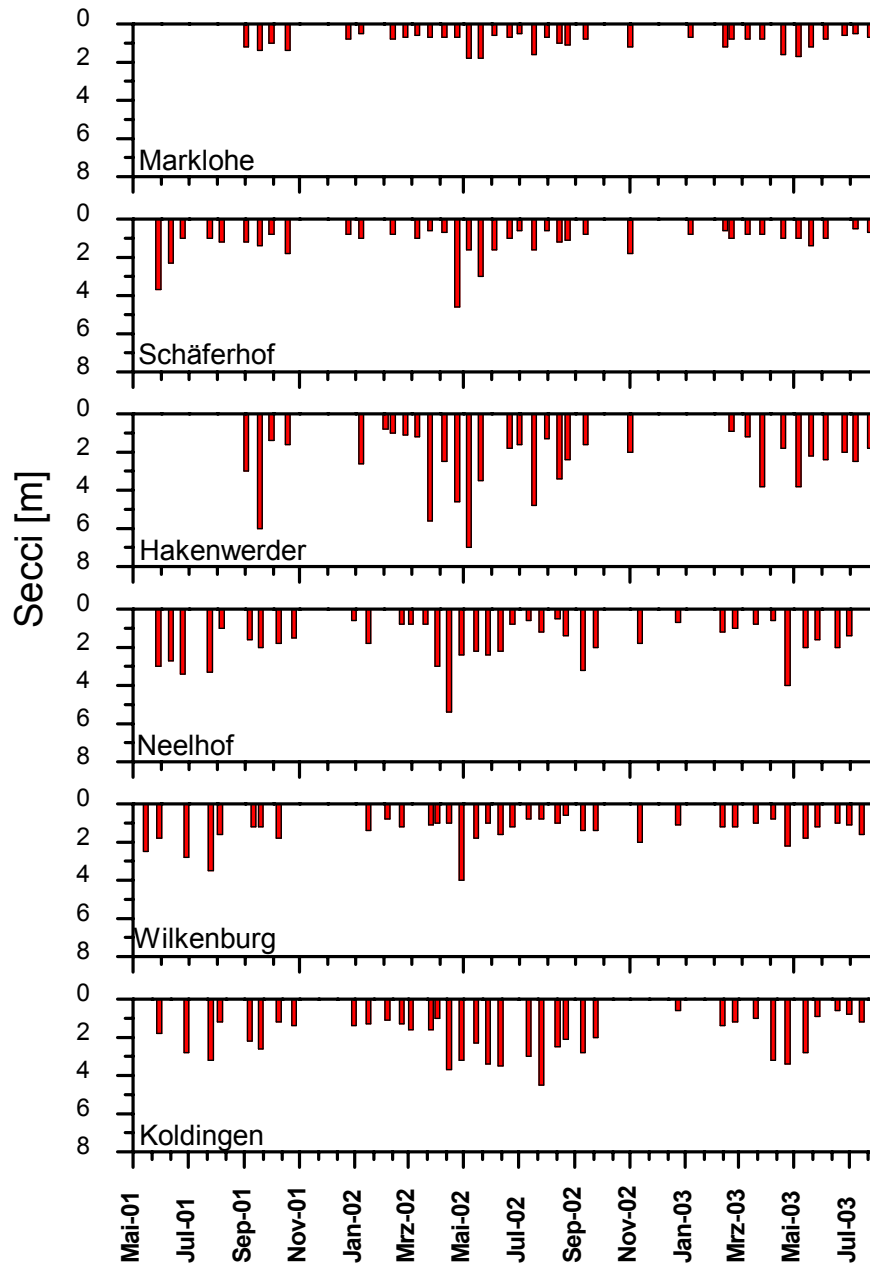 Secci [m]
0
2
4
6
8
Marklohe
0
2
4
6
8
Schäferhof
0
2
4
6
8
Hakenwerder
0
2
4
6
8
Neelhof
0
2
4
6
8
Wilkenburg
0
2
4
6
8
Koldingen
Mai-01
Jul-01
Sep-01
Nov-01
Jan-02
Mrz-02
Mai-02
Jul-02
Sep-02
Nov-02
Jan-03
Mrz-03
Mai-03
Jul-03